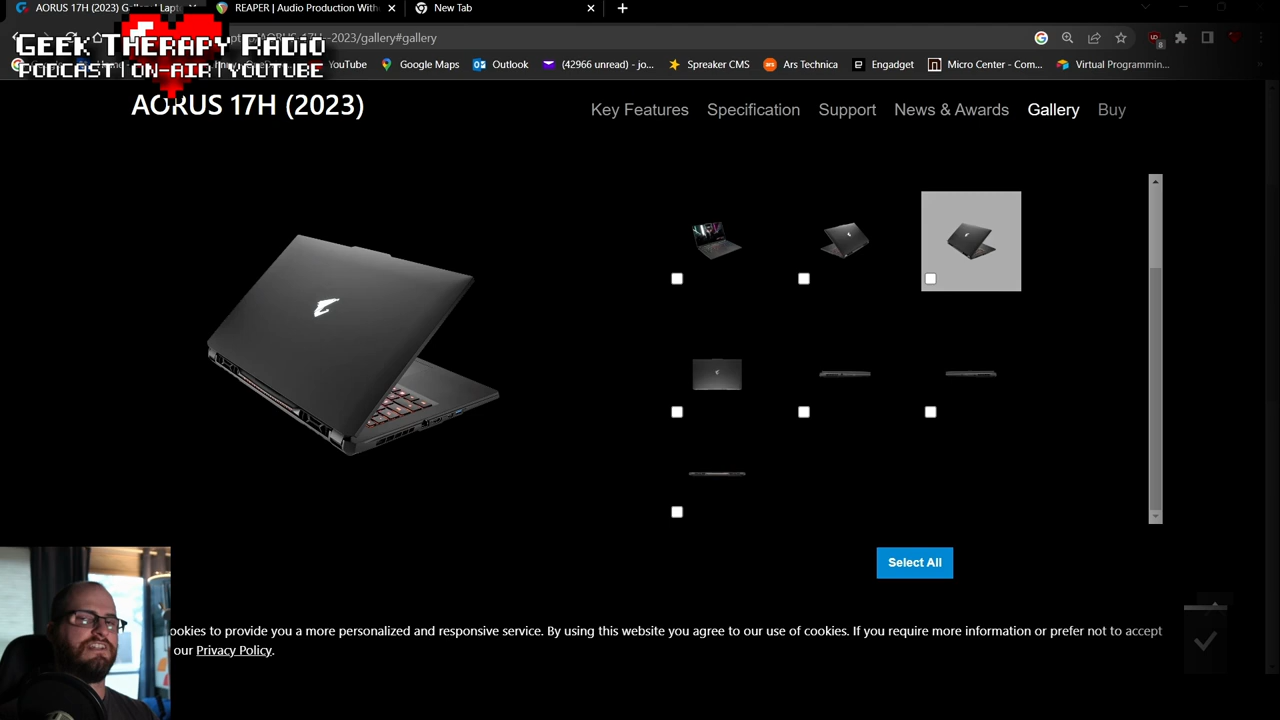 AORUS 17H (2023) Gallery | Lapt
REAPER | Audio Production With
New Tab
GEEK THERAPY RADIO
PODCAST | ON-AIR | YOUTUBE
-2023/gallery#gallery
8
YouTube
Google Maps
Outlook
(42966 unread) - jo...
Spreaker CMS
Ars Technica
Engadget
Micro Center - Com...
Virtual Programmin...
AORUS 17H (2023)
Key Features
Specification
Support
News & Awards
Gallery
Buy
Select All
ookies to provide you a more personalized and responsive service. By using this website you agree to our use of cookies. If you require more information or prefer not to accept
our Privacy Policy.